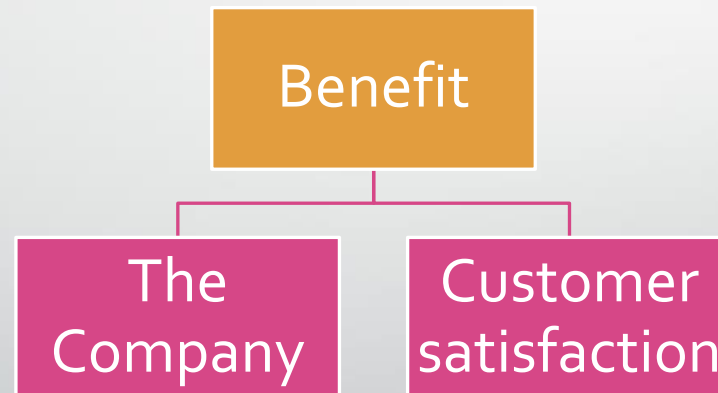 Benefit
The
Company
Customer
satisfaction